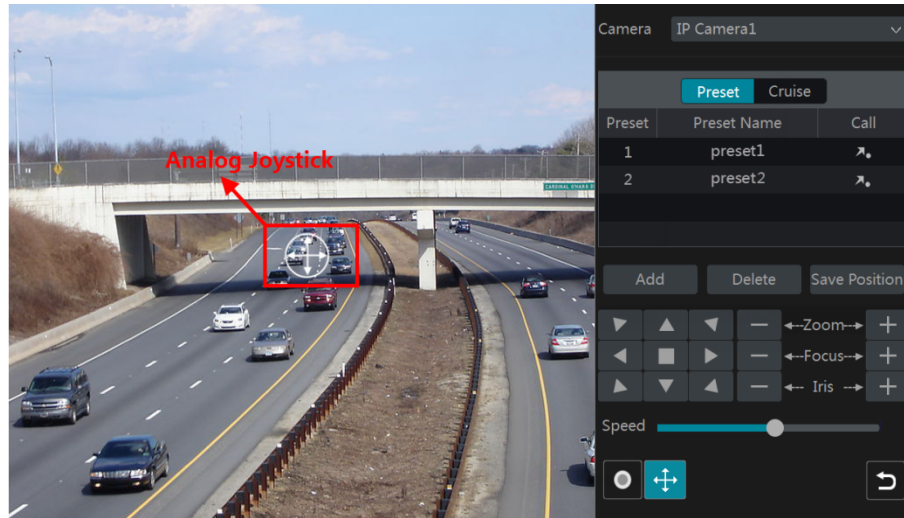 Camera IP Camera1
Preset Cruise
Preset Preset Name Call
1 preset1
2 preset2
Analog Joystick
CARDINAL O'HARA
Add Delete Save Position
Zoom
Focus
Iris
Speed